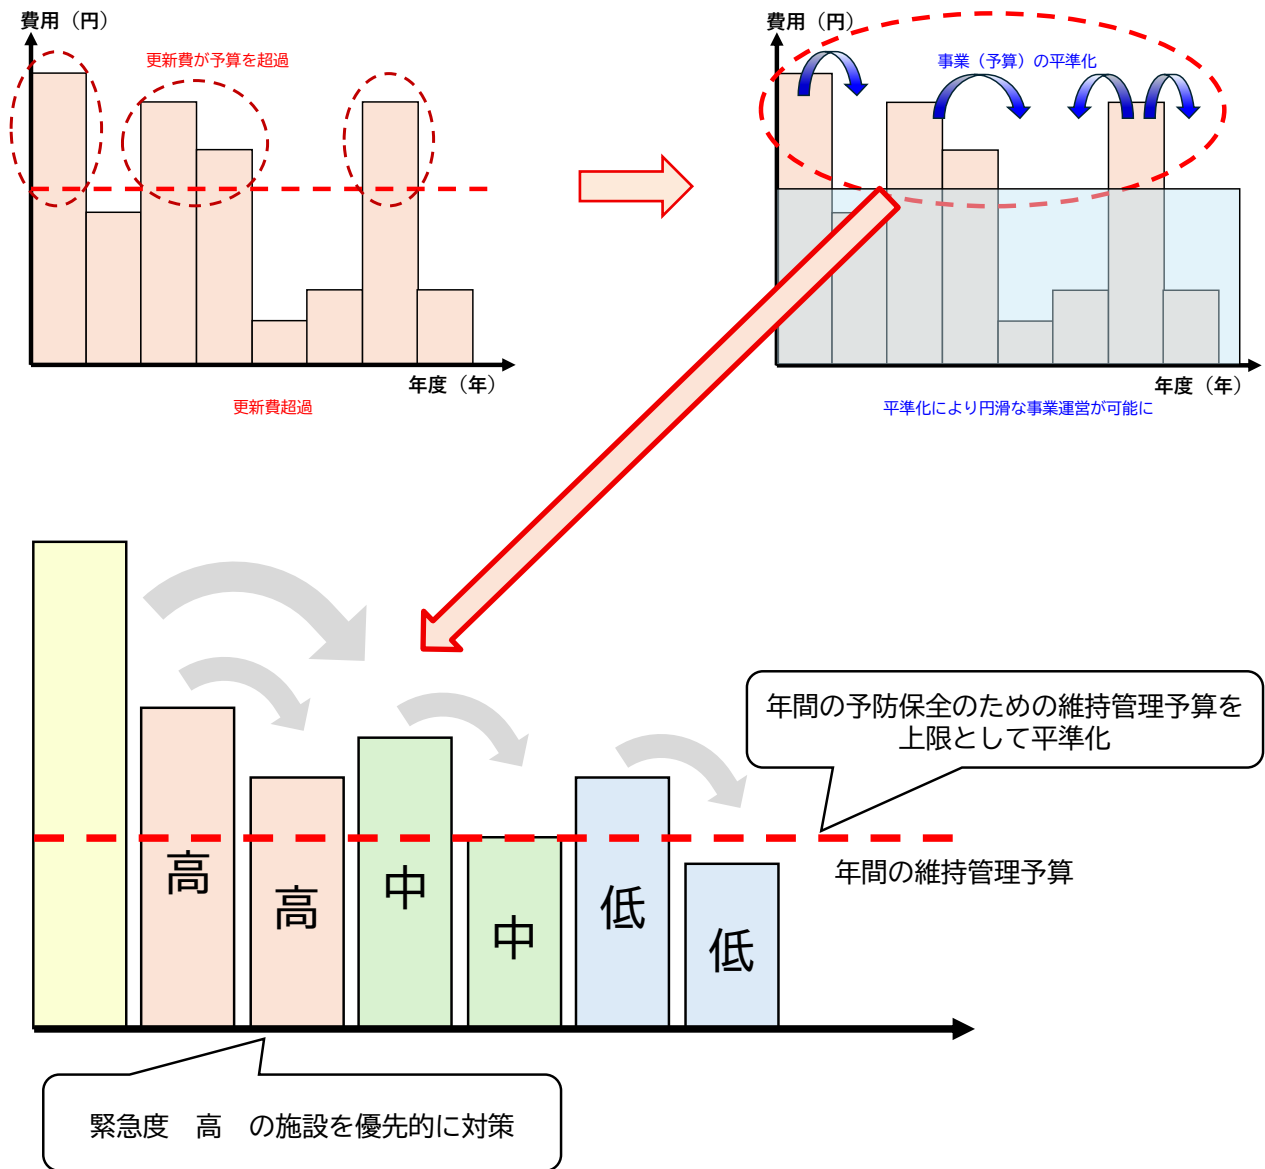 費用（円）
更新費が予算を超過
年度（年）
更新費超過
費用（円）
事業（予算）の平準化
年度（年）
平準化により円滑な事業運営が可能に
年間の予防保全のための維持管理予算を
上限として平準化
年間の維持管理予算
高
高
中
中
低
低
緊急度　高　の施設を優先的に対策